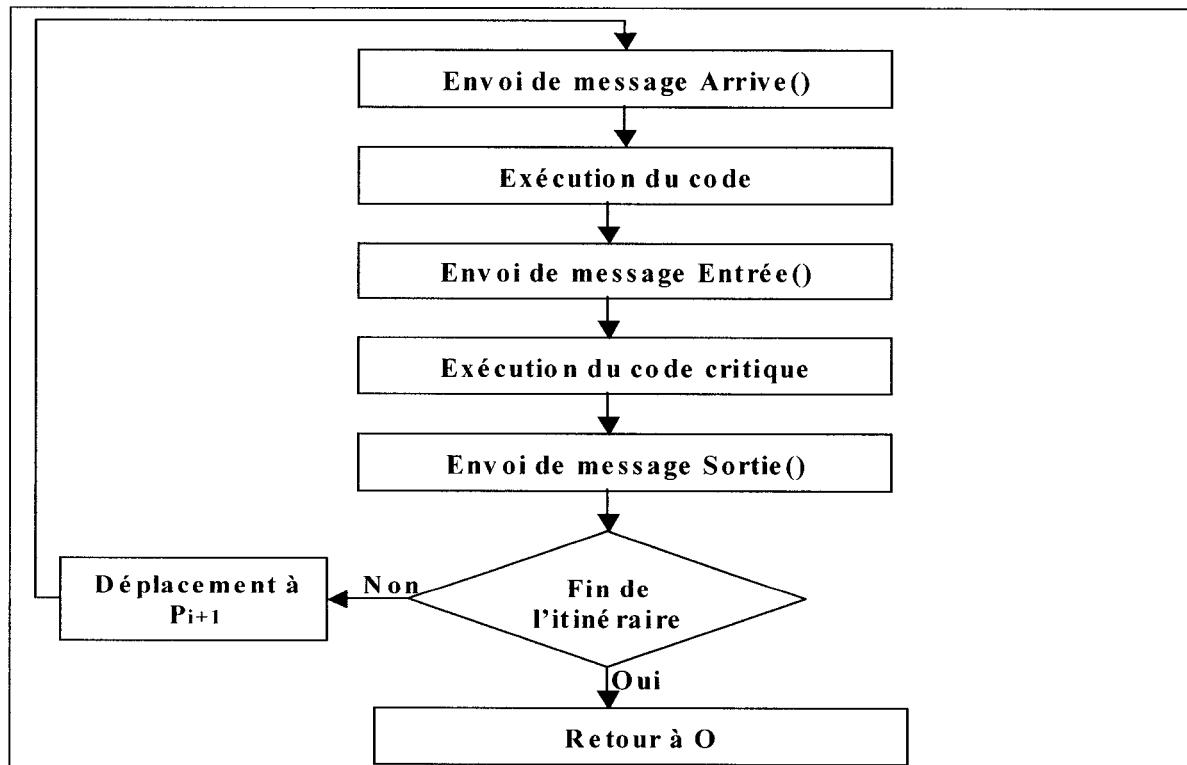 Envoi de message Arrive()
Exécution du code
Envoi de message Entrée()
Exécution du code critique
Envoi de message Sortie()
Fin de
l'itinéraire
Non
Déplacement à
Pi+1
Oui
Retour à O